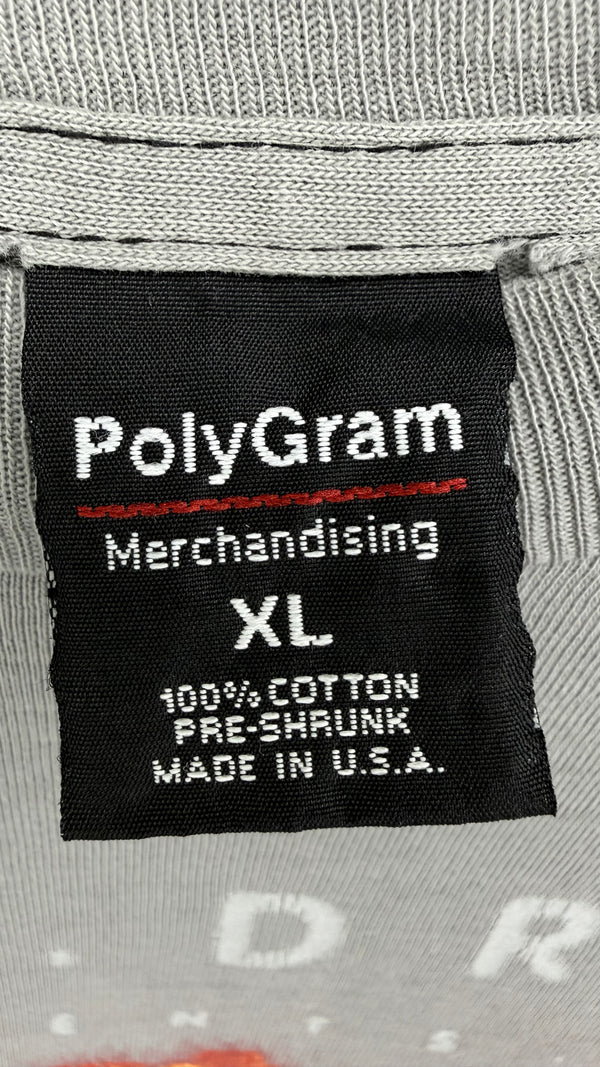 PolyGram
Merchandising
XL
100% COTTON
PRE-SHRUNK
MADE IN U.S.A.
. D R
E N T S